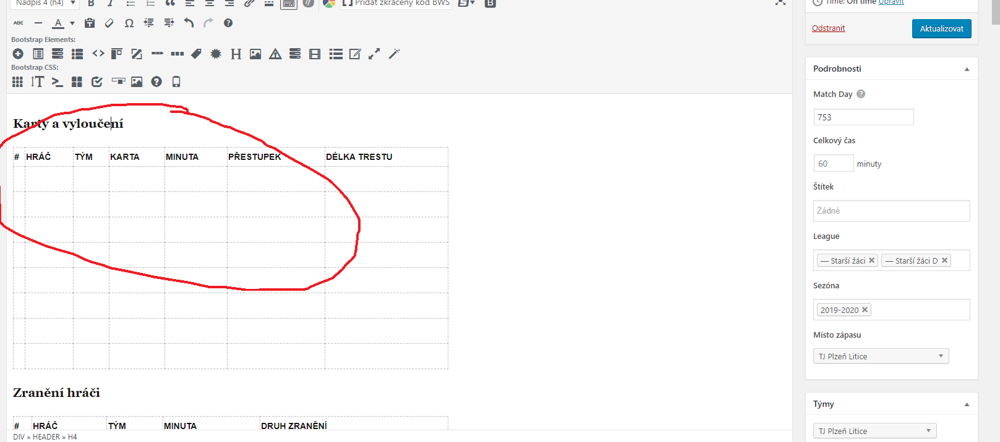 Nadpis 4 (h4)
Přidat zkrácený kód BWS
ABC
Bootstrap Elements:
Bootstrap CSS:
Karty a vyloučení
# HRÁČ TÝM KARTA MINUTA PŘESTUPEK DÉLKA TRESTU
Zranění hráči
# HRÁČ TÝM MINUTA DRUH ZRANĚNÍ
DIV » HEADER » H4
Time: On time Upravit
Odstranit Aktualizovat
Podrobnosti
Match Day ?
753
Celkový čas
60 minuty
Štítek
Žádné
League
— Starší žáci — Starší žáci D
Sezóna
2019-2020
Místo zápasu
TJ Plzeň Litice
Týmy
TJ Plzeň Litice